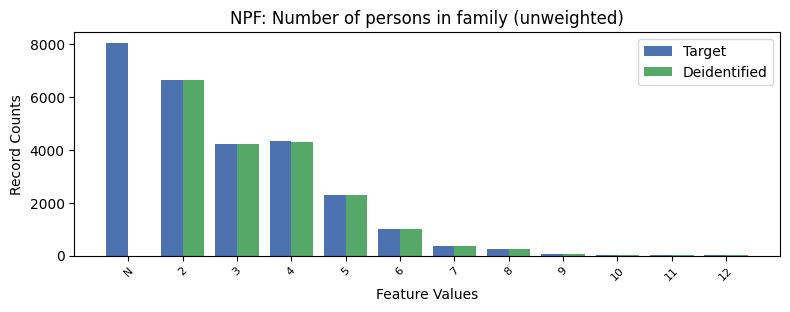 NPF: Number of persons in family (unweighted)
Target
Deidentified
8000
6000
4000
2000
0
Record Counts
N 2 3 4 5 6 7 8 9 10 11 12
Feature Values